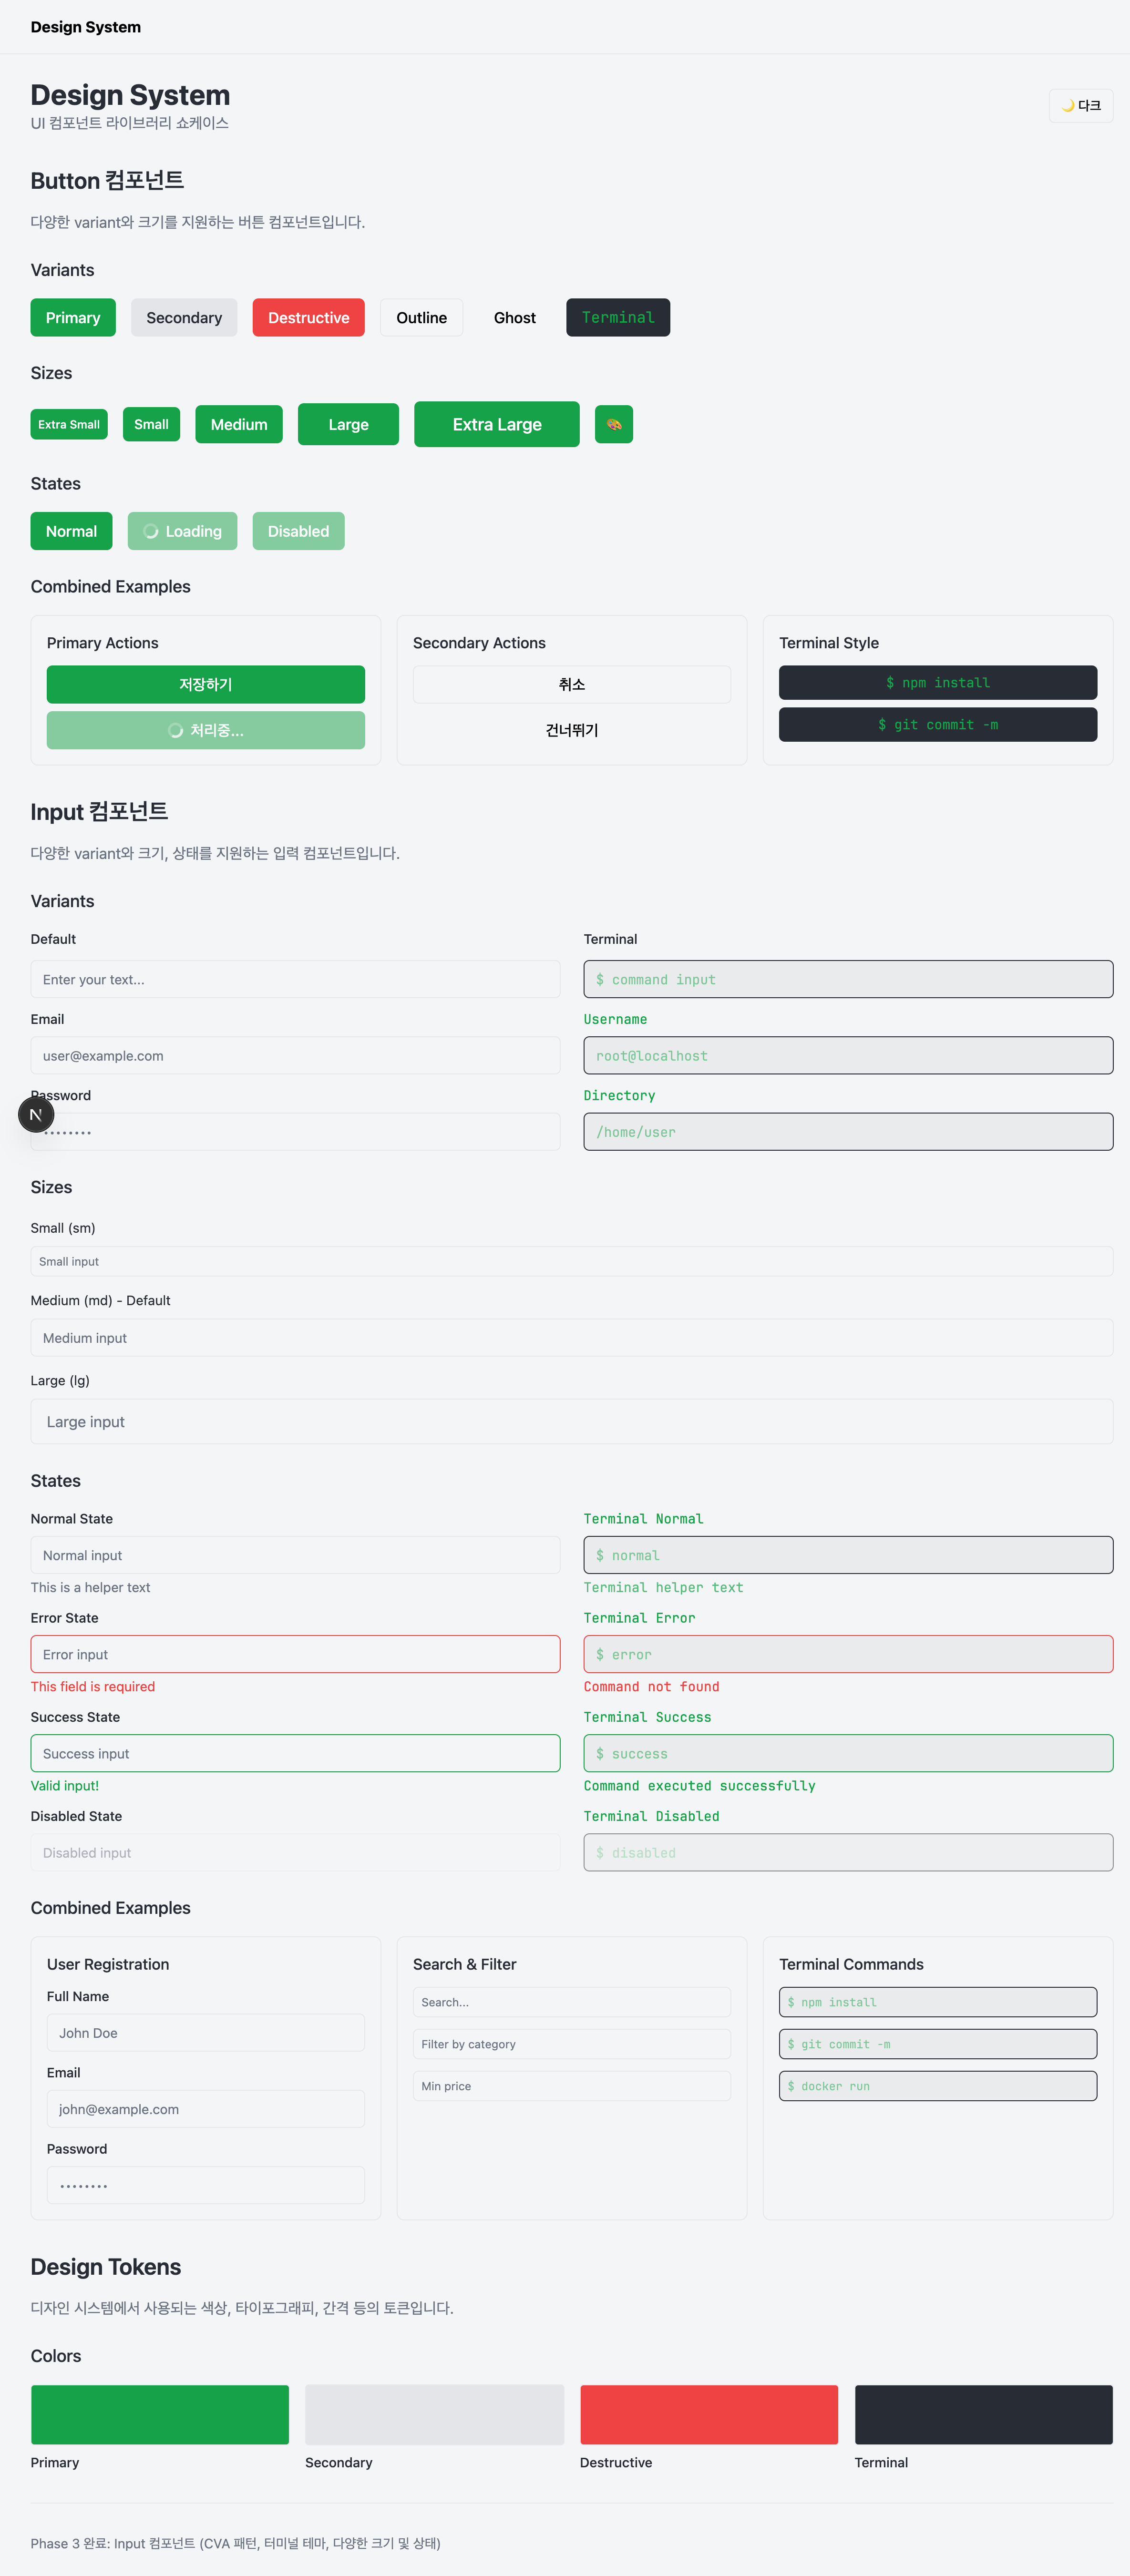 Design System
Design System
UI 컴포넌트 라이브러리 쇼케이스
🌙 다크
Button 컴포넌트
다양한 variant와 크기를 지원하는 버튼 컴포넌트입니다.
Variants
Primary
Secondary
Destructive
Outline
Ghost
Terminal
Sizes
Extra Small
Small
Medium
Large
Extra Large
🎨
States
Normal
Loading
Disabled
Combined Examples
Primary Actions
저장하기
처리중...
Secondary Actions
취소
건너뛰기
Terminal Style
$ npm install
$ git commit -m
Input 컴포넌트
다양한 variant와 크기, 상태를 지원하는 입력 컴포넌트입니다.
Variants
Default
Enter your text...
Email
user@example.com
Password
••••••••
Terminal
$ command input
Username
root@localhost
Directory
/home/user
N
Sizes
Small (sm)
Small input
Medium (md) - Default
Medium input
Large (lg)
Large input
States
Normal State
Normal input
This is a helper text
Error State
Error input
This field is required
Success State
Success input
Valid input!
Disabled State
Disabled input
Terminal Normal
$ normal
Terminal helper text
Terminal Error
$ error
Command not found
Terminal Success
$ success
Command executed successfully
Terminal Disabled
$ disabled
Combined Examples
User Registration
Full Name
John Doe
Email
john@example.com
Password
••••••••
Search & Filter
Search...
Filter by category
Min price
Terminal Commands
$ npm install
$ git commit -m
$ docker run
Design Tokens
디자인 시스템에서 사용되는 색상, 타이포그래피, 간격 등의 토큰입니다.
Colors
Primary
Secondary
Destructive
Terminal
Phase 3 완료: Input 컴포넌트 (CVA 패턴, 터미널 테마, 다양한 크기 및 상태)